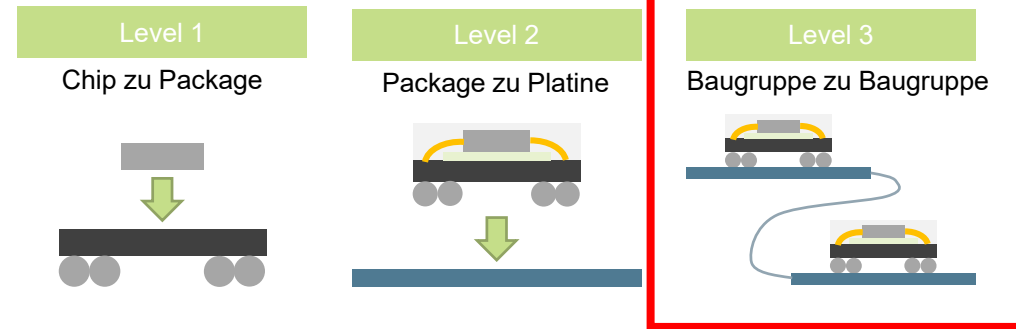 Level 1
Chip zu Package
Level 2
Package zu Platine
Level 3
Baugruppe zu Baugruppe